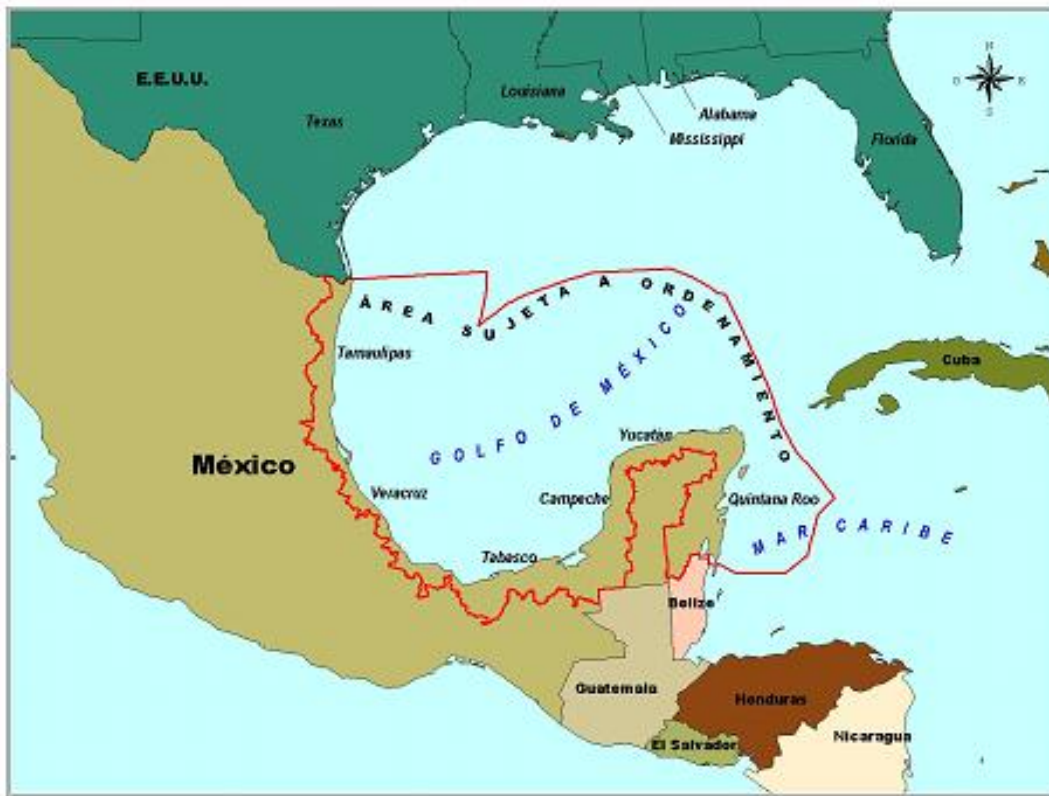 N
O E
S
E.E.U.U.
Louisiana
Texas
Alabama
Mississippi
Florida
ÁREA SUJETA A ORDENAMIENTO
Tamaulipas
GOLFO DE MÉXICO
Cuba
México
Yucatán
Veracruz
Campeche
Quintana Roo
MAR CARIBE
Tabasco
Belize
Guatemala
Honduras
El Salvador
Nicaragua